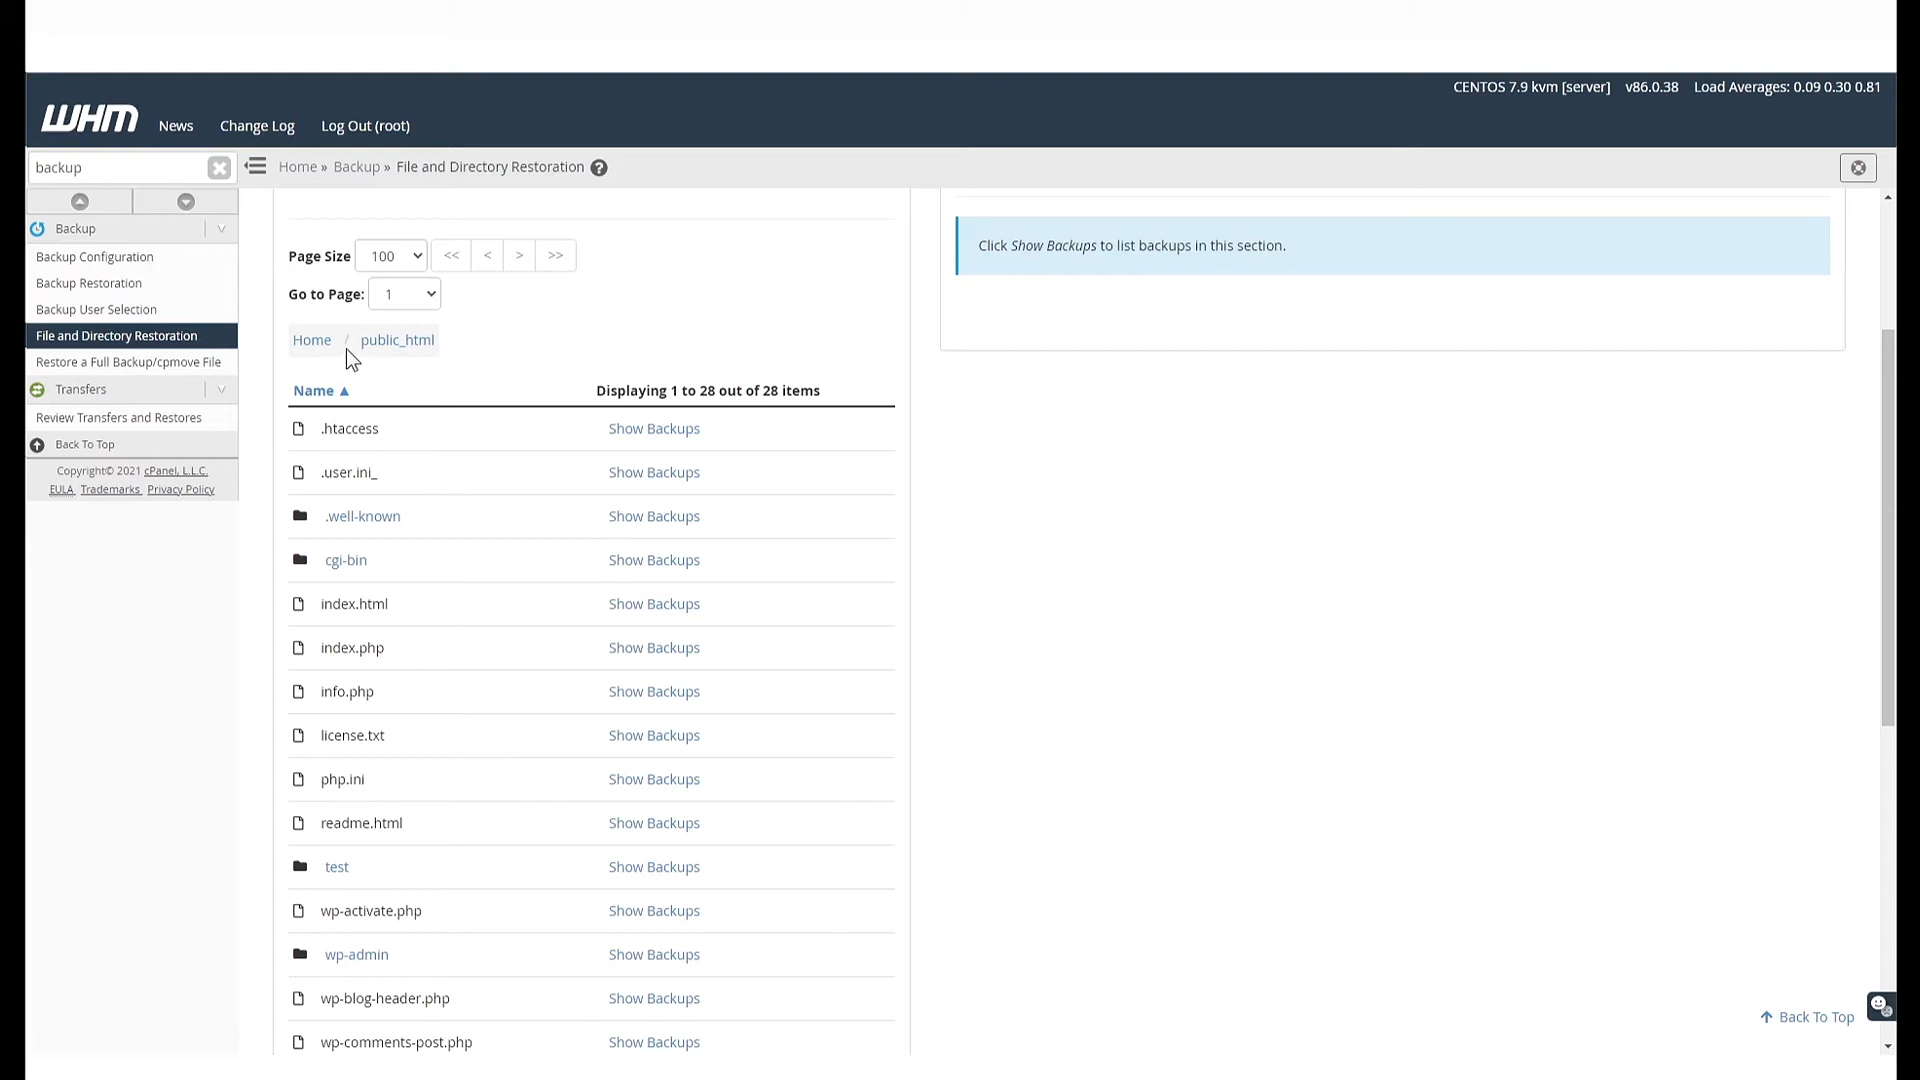 CENTOS 7.9 kvm [server] v86.0.38 Load Averages: 0.09 0.30 0.81
WHM News Change Log Log Out (root)
backup
Home » Backup » File and Directory Restoration
Backup
Backup Configuration
Backup Restoration
Backup User Selection
File and Directory Restoration
Restore a Full Backup/cpmove File
Transfers
Review Transfers and Restores
Back To Top
Copyright© 2021 cPanel, L.L.C.
EULA Trademarks Privacy Policy
Page Size 100 << < > >>
Go to Page: 1
Home / public_html
Name ▲ Displaying 1 to 28 out of 28 items
.htaccess Show Backups
.user.ini_ Show Backups
.well-known Show Backups
cgi-bin Show Backups
index.html Show Backups
index.php Show Backups
info.php Show Backups
license.txt Show Backups
php.ini Show Backups
readme.html Show Backups
test Show Backups
wp-activate.php Show Backups
wp-admin Show Backups
wp-blog-header.php Show Backups
wp-comments-post.php Show Backups
Click Show Backups to list backups in this section.
Back To Top